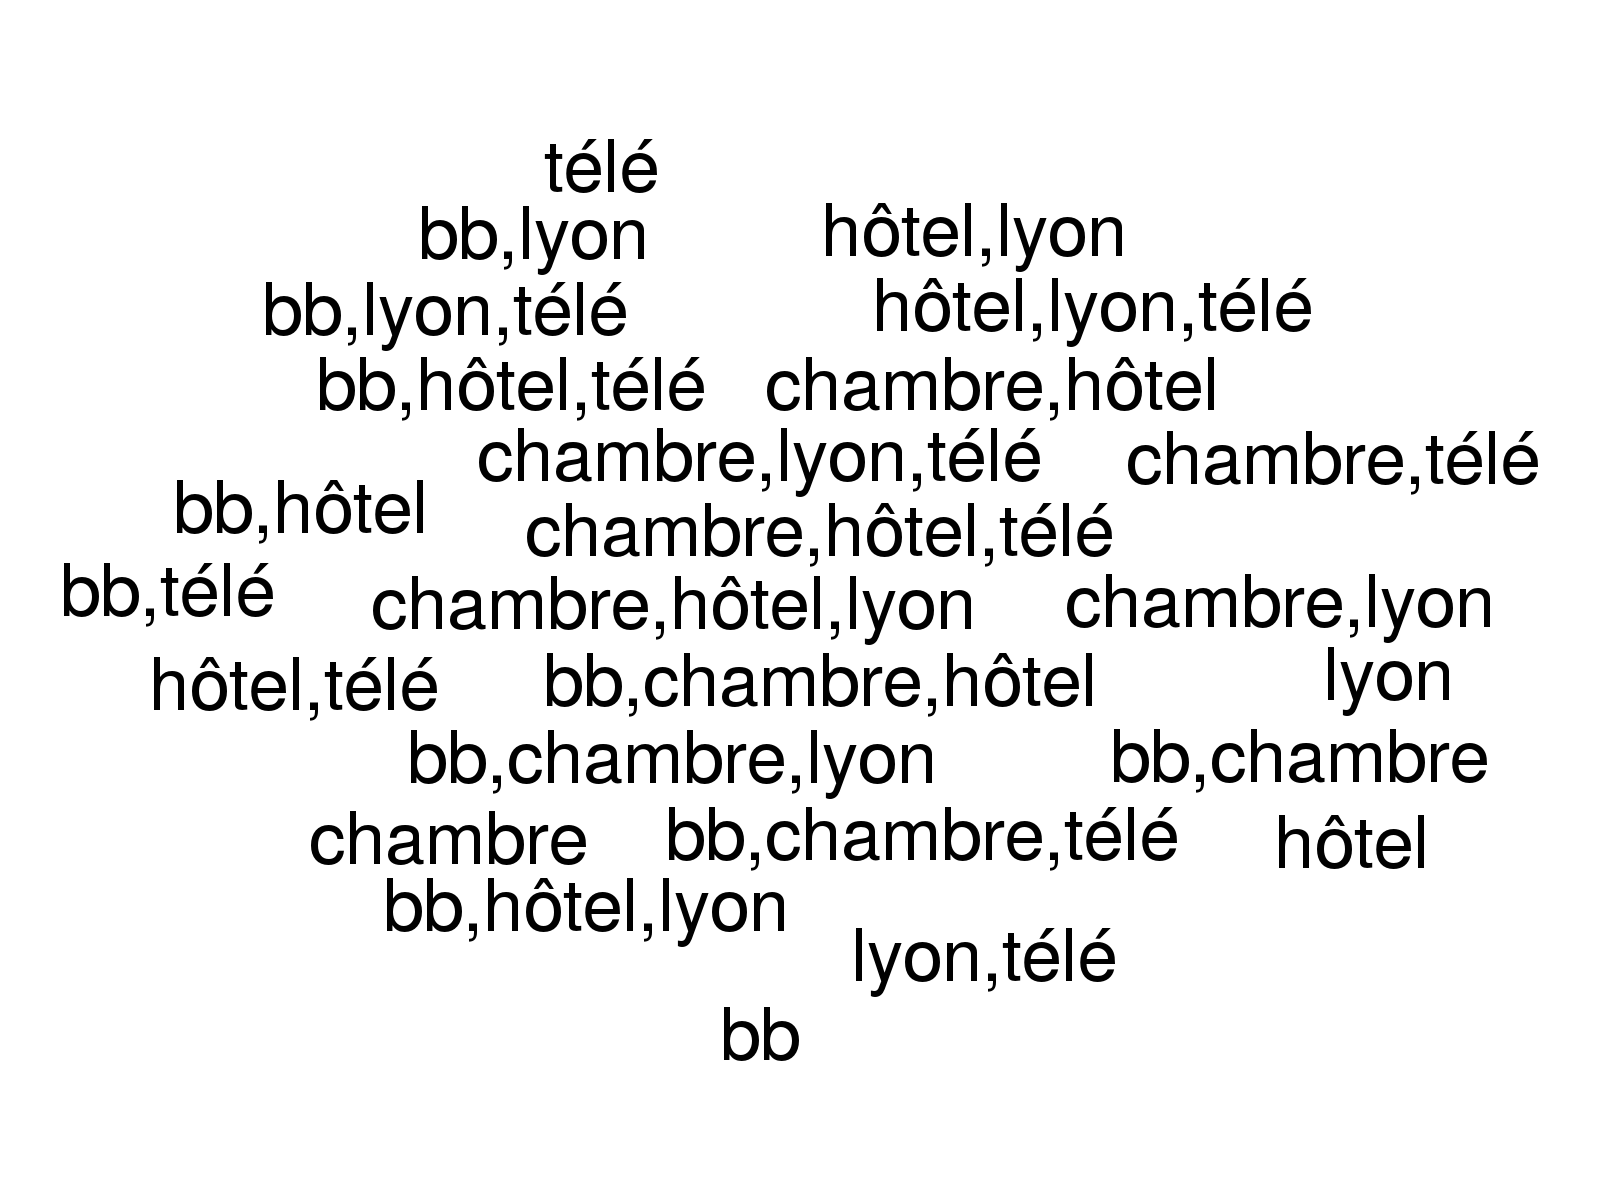 télé
bb,lyon
hôtel,lyon
bb,lyon,télé
hôtel,lyon,télé
bb,hôtel,télé
chambre,hôtel
chambre,lyon,télé
chambre,télé
bb,hôtel
chambre,hôtel,télé
bb,télé
chambre,hôtel,lyon
chambre,lyon
hôtel,télé
bb,chambre,hôtel
lyon
bb,chambre,lyon
bb,chambre
chambre
bb,chambre,télé
hôtel
bb,hôtel,lyon
lyon,télé
bb